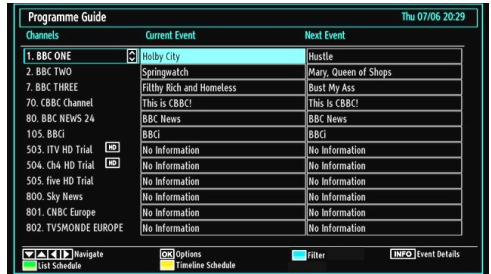 Programme Guide Thu 07/06 20:29
Channels Current Event Next Event
1. BBC ONE Holby City Hustle
2. BBC TWO Springwatch Mary, Queen of Shops
7. BBC THREE Filthy Rich and Homeless Bust My Ass
70. CBBC Channel This is CBBC! This Is CBBC!
80. BBC NEWS 24 BBC News BBC News
105. BBCi BBCi BBCi
503. ITV HD Trial HD No Information No Information
504. Ch4 HD Trial HD No Information No Information
505. five HD Trial No Information No Information
800. Sky News No Information No Information
801. CNBC Europe No Information No Information
802. TV5MONDE EUROPE No Information No Information
Navigate OK Options Filter INFO Event Details
List Schedule Timeline Schedule